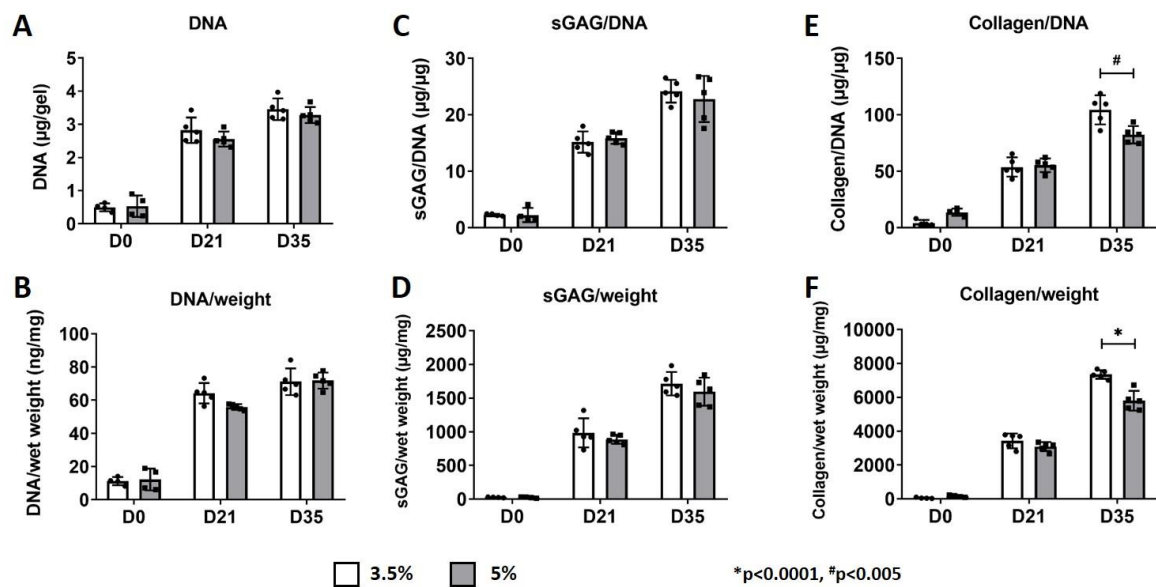 A
DNA
DNA (µg/gel)
5
4
3
2
1
0
D0 D21 D35
C
sGAG/DNA
sGAG/DNA (µg/µg)
30
20
10
0
D0 D21 D35
E
Collagen/DNA
Collagen/DNA (µg/µg)
150
100
50
0
#
D0 D21 D35
B
DNA/weight
DNA/wet weight (ng/mg)
100
80
60
40
20
0
D0 D21 D35
D
sGAG/weight
sGAG/wet weight (µg/mg)
2500
2000
1500
1000
500
0
D0 D21 D35
F
Collagen/weight
Collagen/wet weight (µg/mg)
10000
8000
6000
4000
2000
0
*
D0 D21 D35
3.5% 5%
*p<0.0001, #p<0.005